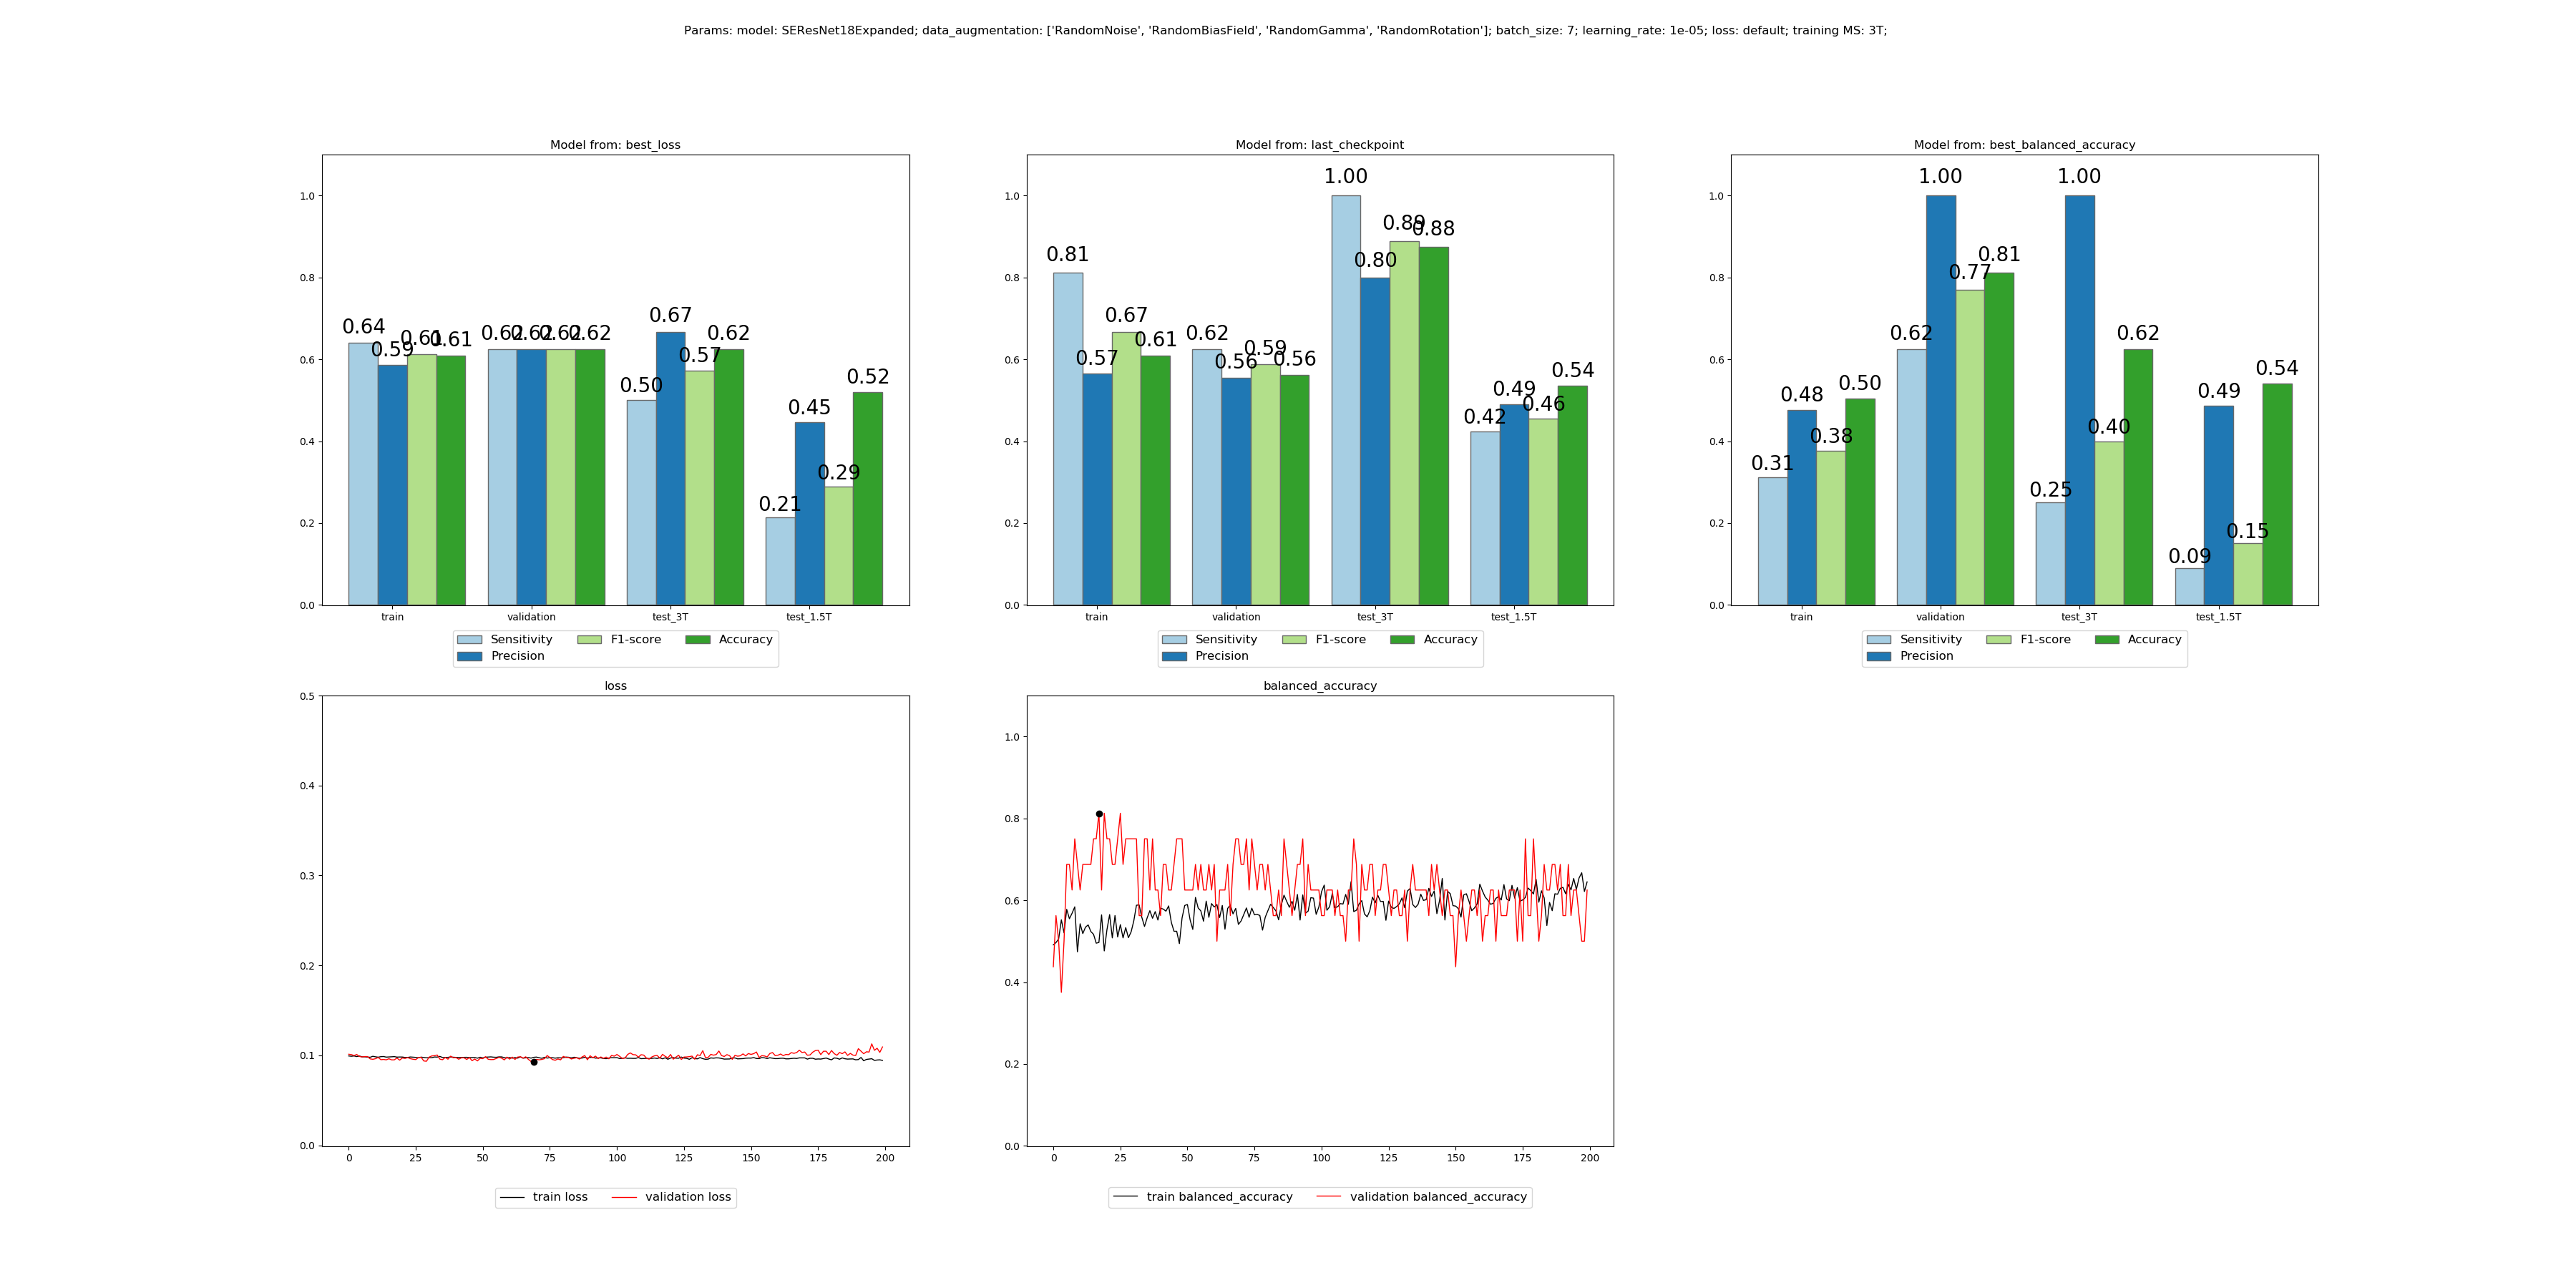 Params: model: SEResNet18Expanded; data_augmentation: ['RandomNoise', 'RandomBiasField', 'RandomGamma', 'RandomRotation']; batch_size: 7; learning_rate: 1e-05; loss: default; training MS: 3T;
Model from: best_loss
1.0
0.8
0.6
0.4
0.2
0.0
0.64
0.59
0.61
0.61
0.62
0.62
0.62
0.62
0.50
0.67
0.57
0.62
0.21
0.45
0.29
0.52
train
validation
test_3T
test_1.5T
Sensitivity
Precision
F1-score
Accuracy
Model from: last_checkpoint
1.0
0.8
0.6
0.4
0.2
0.0
0.81
0.57
0.67
0.61
0.62
0.56
0.59
0.56
1.00
0.80
0.89
0.88
0.42
0.49
0.46
0.54
train
validation
test_3T
test_1.5T
Sensitivity
Precision
F1-score
Accuracy
Model from: best_balanced_accuracy
1.0
0.8
0.6
0.4
0.2
0.0
0.31
0.48
0.38
0.50
0.62
1.00
0.77
0.81
0.25
1.00
0.40
0.62
0.09
0.49
0.15
0.54
train
validation
test_3T
test_1.5T
Sensitivity
Precision
F1-score
Accuracy
loss
0.5
0.4
0.3
0.2
0.1
0.0
0 25 50 75 100 125 150 175 200
train loss
validation loss
balanced_accuracy
1.0
0.8
0.6
0.4
0.2
0.0
0 25 50 75 100 125 150 175 200
train balanced_accuracy
validation balanced_accuracy